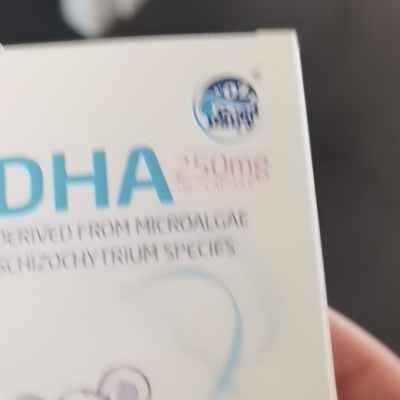 DHA 250mg
DERIVED FROM MICROALGAE
SCHIZOCHYTRIUM SPECIES